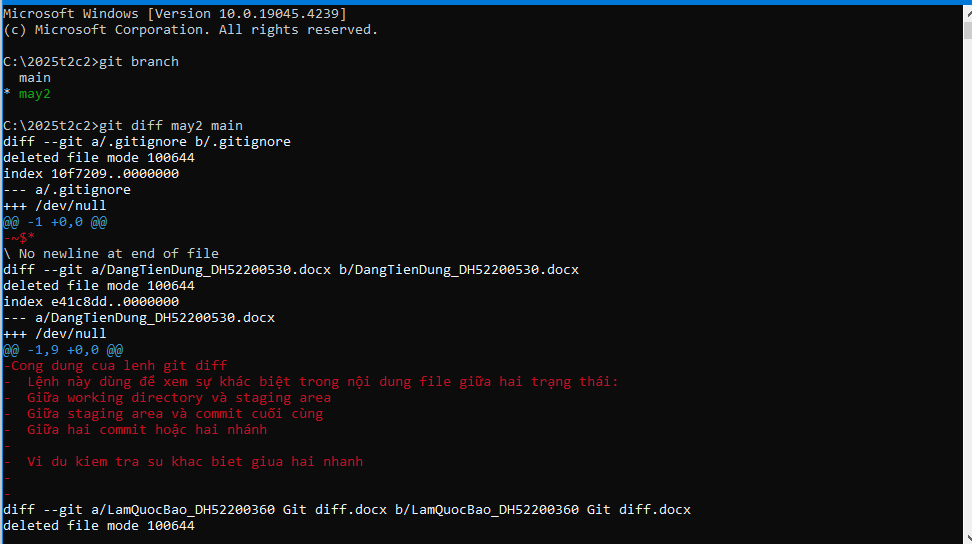 Microsoft Windows [Version 10.0.19045.4239]
(c) Microsoft Corporation. All rights reserved.
C:\2025t2c2>git branch
  main
* may2
C:\2025t2c2>git diff may2 main
diff --git a/.gitignore b/.gitignore
deleted file mode 100644
index 10f7209..0000000
--- a/.gitignore
+++ /dev/null
@@ -1 +0,0 @@
-~$*
\ No newline at end of file
diff --git a/DangTienDung_DH52200530.docx b/DangTienDung_DH52200530.docx
deleted file mode 100644
index e41c8dd..0000000
--- a/DangTienDung_DH52200530.docx
+++ /dev/null
@@ -1,9 +0,0 @@
-Cong dung cua lenh git diff
-  Lệnh này dùng để xem sự khác biệt trong nội dung file giữa hai trạng thái:
-  Giữa working directory và staging area
-  Giữa staging area và commit cuối cùng
-  Giữa hai commit hoặc hai nhánh
-
-  Vi du kiem tra su khac biet giua hai nhanh
-
-
diff --git a/LamQuocBao_DH52200360 Git diff.docx b/LamQuocBao_DH52200360 Git diff.docx
deleted file mode 100644